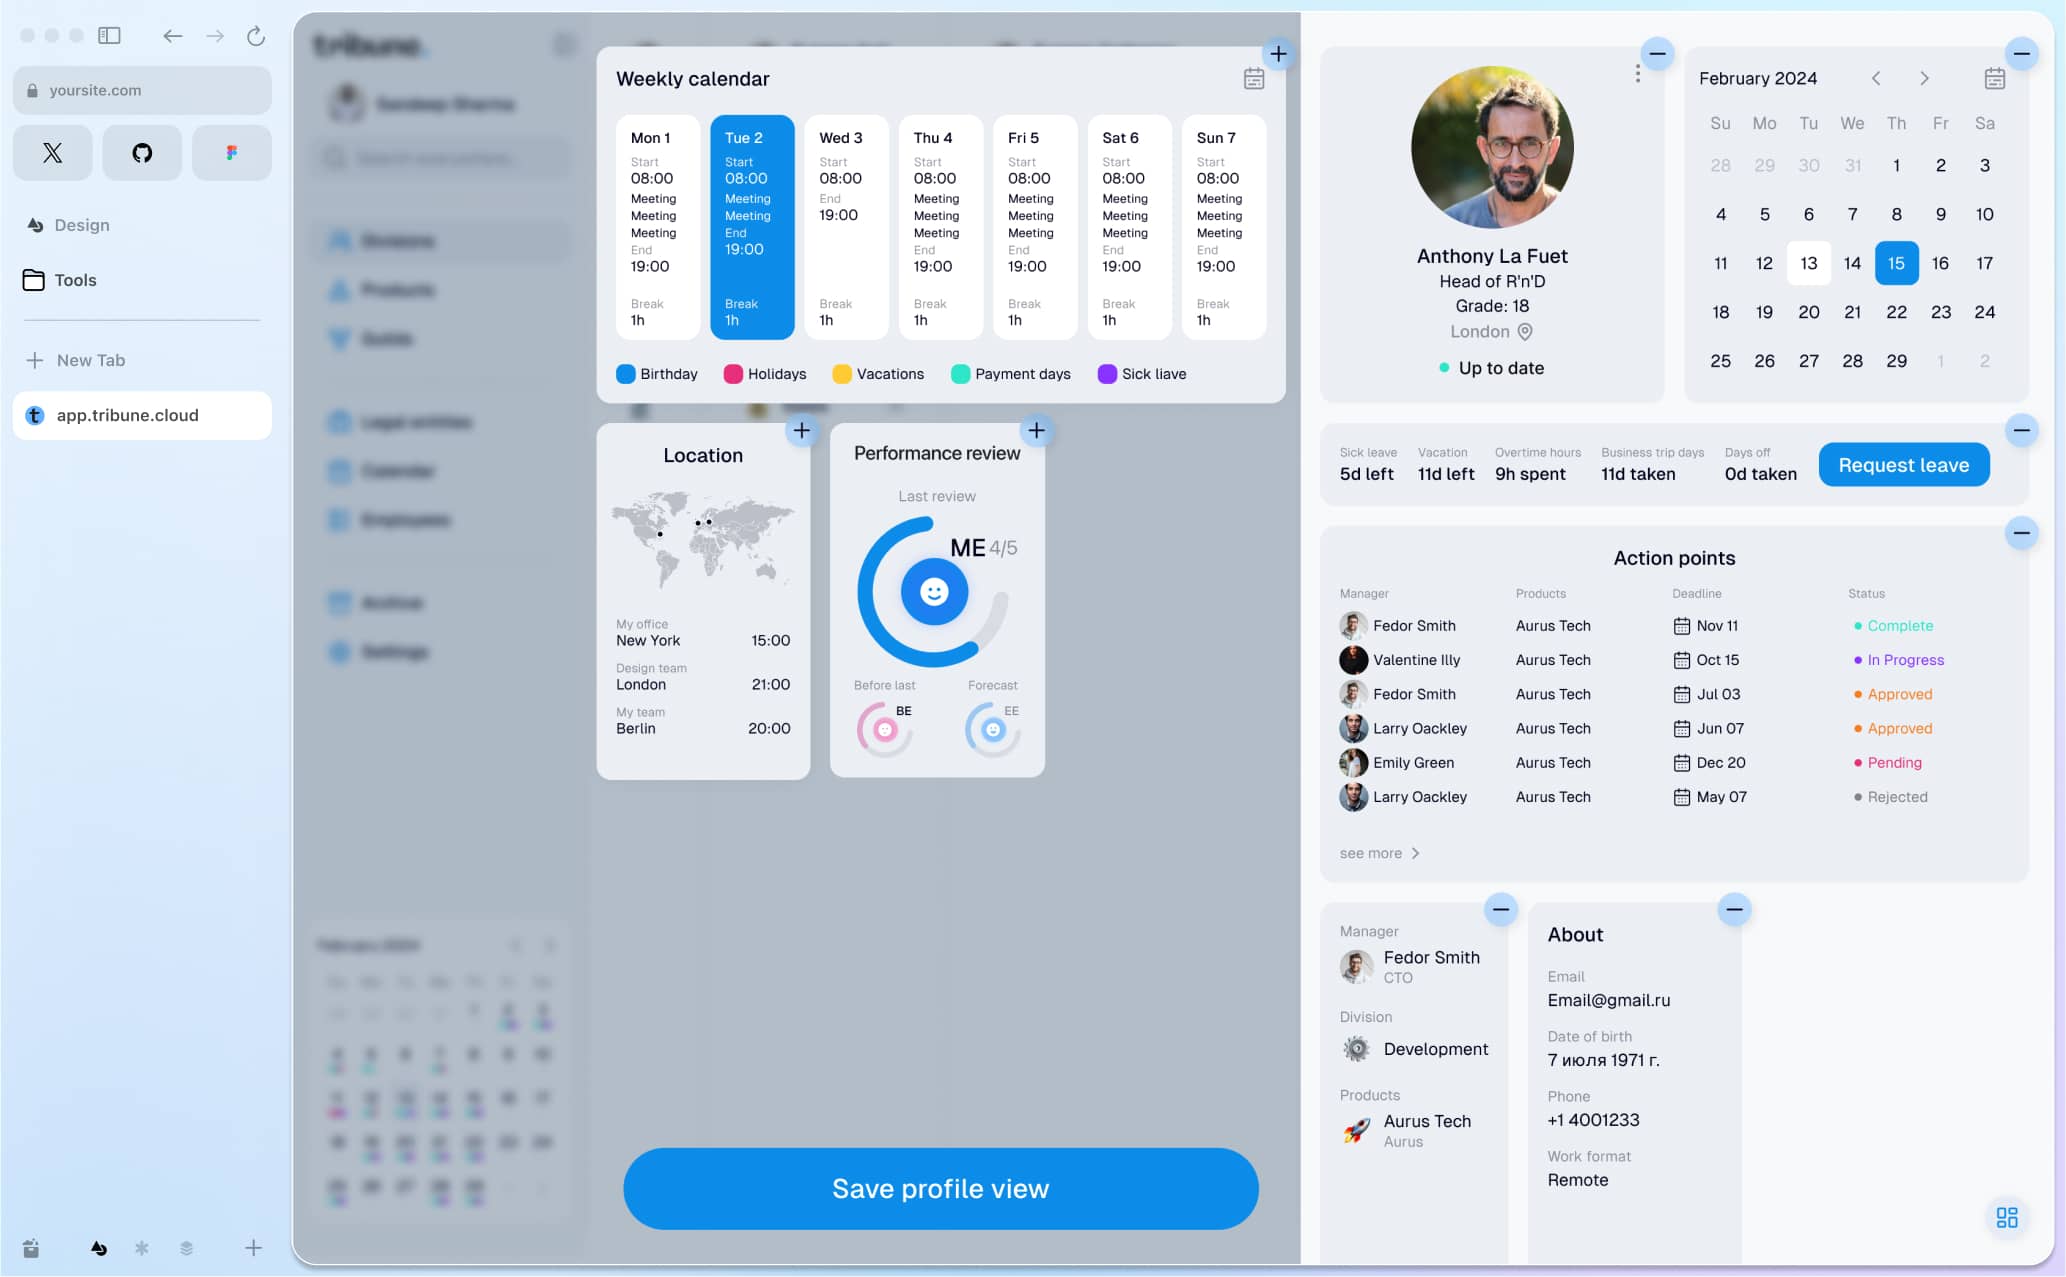 yoursite.com
Design
Tools
New Tab
app.tribune.cloud
tribune.
Sandeep Sharma
Divisions
Products
Guilds
Legal entities
Calendar
Employees
Archive
Settings
February 2024
Weekly calendar
Mon 1
Start
08:00
Meeting
Meeting
Meeting
End
19:00
Break
1h
Tue 2
Start
08:00
Meeting
Meeting
End
19:00
Break
1h
Wed 3
Start
08:00
End
19:00
Break
1h
Thu 4
Start
08:00
Meeting
Meeting
Meeting
End
19:00
Break
1h
Fri 5
Start
08:00
Meeting
Meeting
Meeting
End
19:00
Break
1h
Sat 6
Start
08:00
Meeting
Meeting
Meeting
End
19:00
Break
1h
Sun 7
Start
08:00
Meeting
Meeting
Meeting
End
19:00
Break
1h
Birthday Holidays Vacations Payment days Sick liave
Location
My office
New York 15:00
Design team
London 21:00
My team
Berlin 20:00
Performance review
Last review
ME 4/5
Before last Forecast
BE EE
Save profile view
Anthony La Fuet
Head of R'n'D
Grade: 18
London
Up to date
February 2024
Su Mo Tu We Th Fr Sa
28 29 30 31 1 2 3
4 5 6 7 8 9 10
11 12 13 14 15 16 17
18 19 20 21 22 23 24
25 26 27 28 29 1 2
Sick leave Vacation Overtime hours Business trip days Days off
5d left 11d left 9h spent 11d taken 0d taken
Request leave
Action points
Manager Products Deadline Status
Fedor Smith Aurus Tech Nov 11 Complete
Valentine Illy Aurus Tech Oct 15 In Progress
Fedor Smith Aurus Tech Jul 03 Approved
Larry Oackley Aurus Tech Jun 07 Approved
Emily Green Aurus Tech Dec 20 Pending
Larry Oackley Aurus Tech May 07 Rejected
see more
Manager
Fedor Smith
CTO
Division
Development
Products
Aurus Tech
Aurus
About
Email
Email@gmail.ru
Date of birth
7 июля 1971 г.
Phone
+1 4001233
Work format
Remote